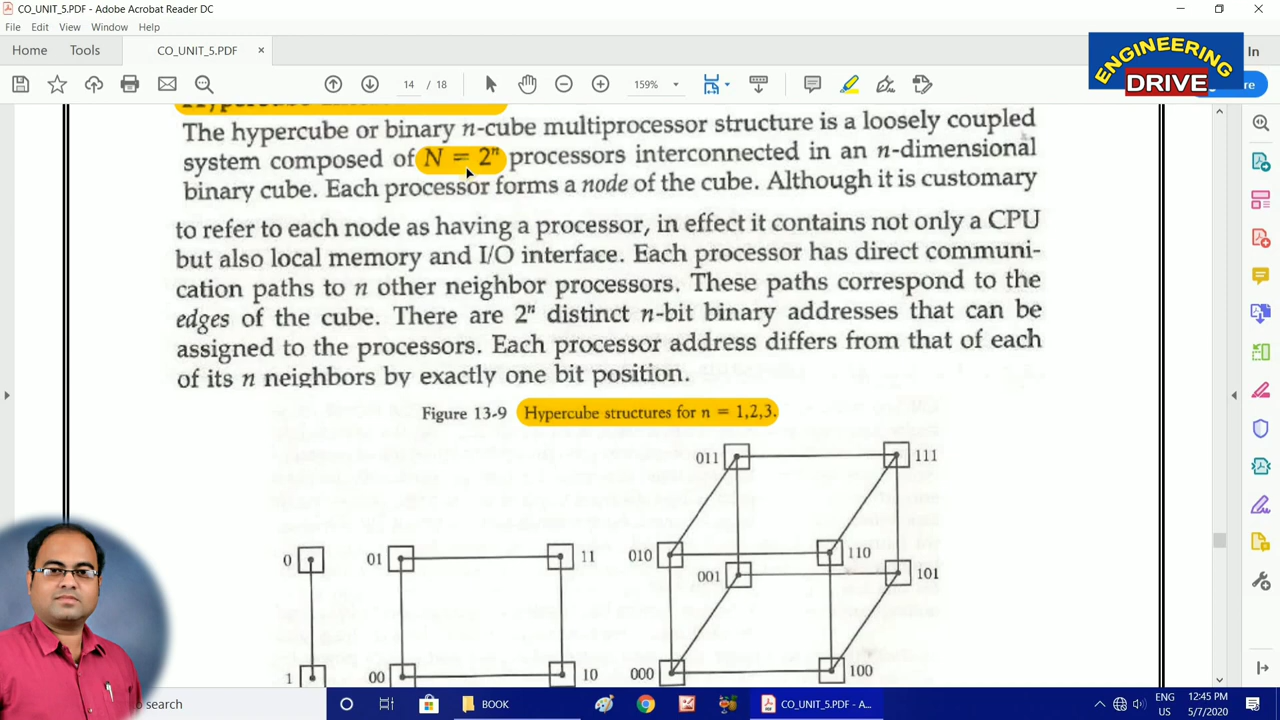 CO_UNIT_5.PDF - Adobe Acrobat Reader DC
File Edit View Window Help
Home Tools CO_UNIT_5.PDF × In
ENGINEERING
DRIVE
14 / 18 159%
The hypercube or binary n-cube multiprocessor structure is a loosely coupled
system composed of N = 2ⁿ processors interconnected in an n-dimensional
binary cube. Each processor forms a node of the cube. Although it is customary
to refer to each node as having a processor, in effect it contains not only a CPU
but also local memory and I/O interface. Each processor has direct communi-
cation paths to n other neighbor processors. These paths correspond to the
edges of the cube. There are 2ⁿ distinct n-bit binary addresses that can be
assigned to the processors. Each processor address differs from that of each
of its n neighbors by exactly one bit position.
Figure 13-9 Hypercube structures for n = 1,2,3.
011 111
0 01 11 010 110
001 101
1 00 10 000 100
search
BOOK
CO_UNIT_5.PDF - A...
ENG
US
12:45 PM
5/7/2020